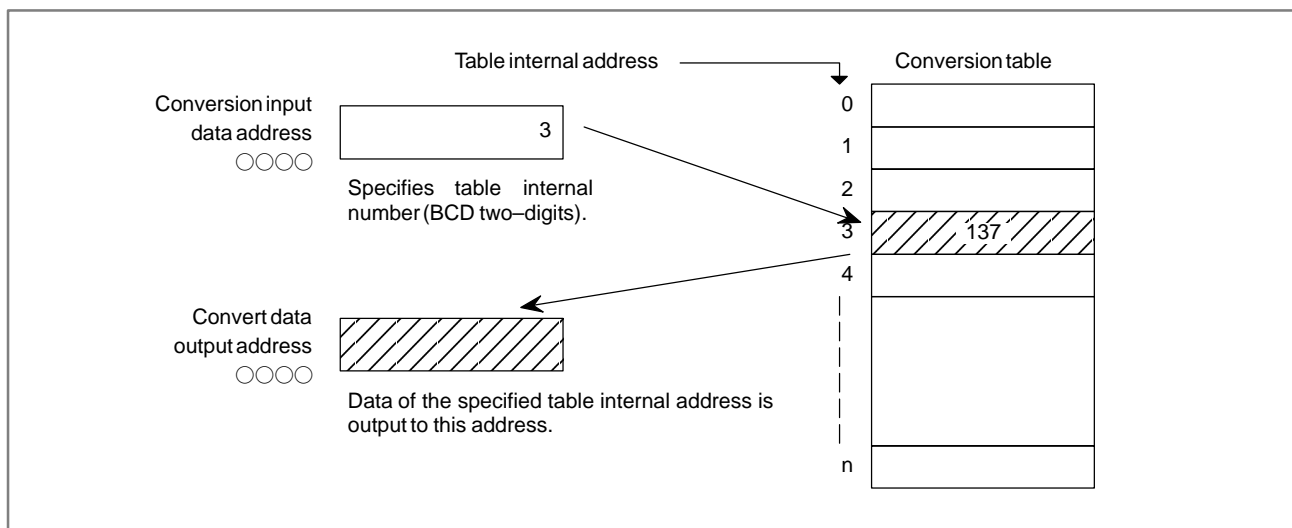 Table internal address
Conversion table
Conversion input
data address
○○○○
3
Specifies table internal
number (BCD two–digits).
0
1
2
3
137
4
n
Convert data
output address
○○○○
Data of the specified table internal address is
output to this address.